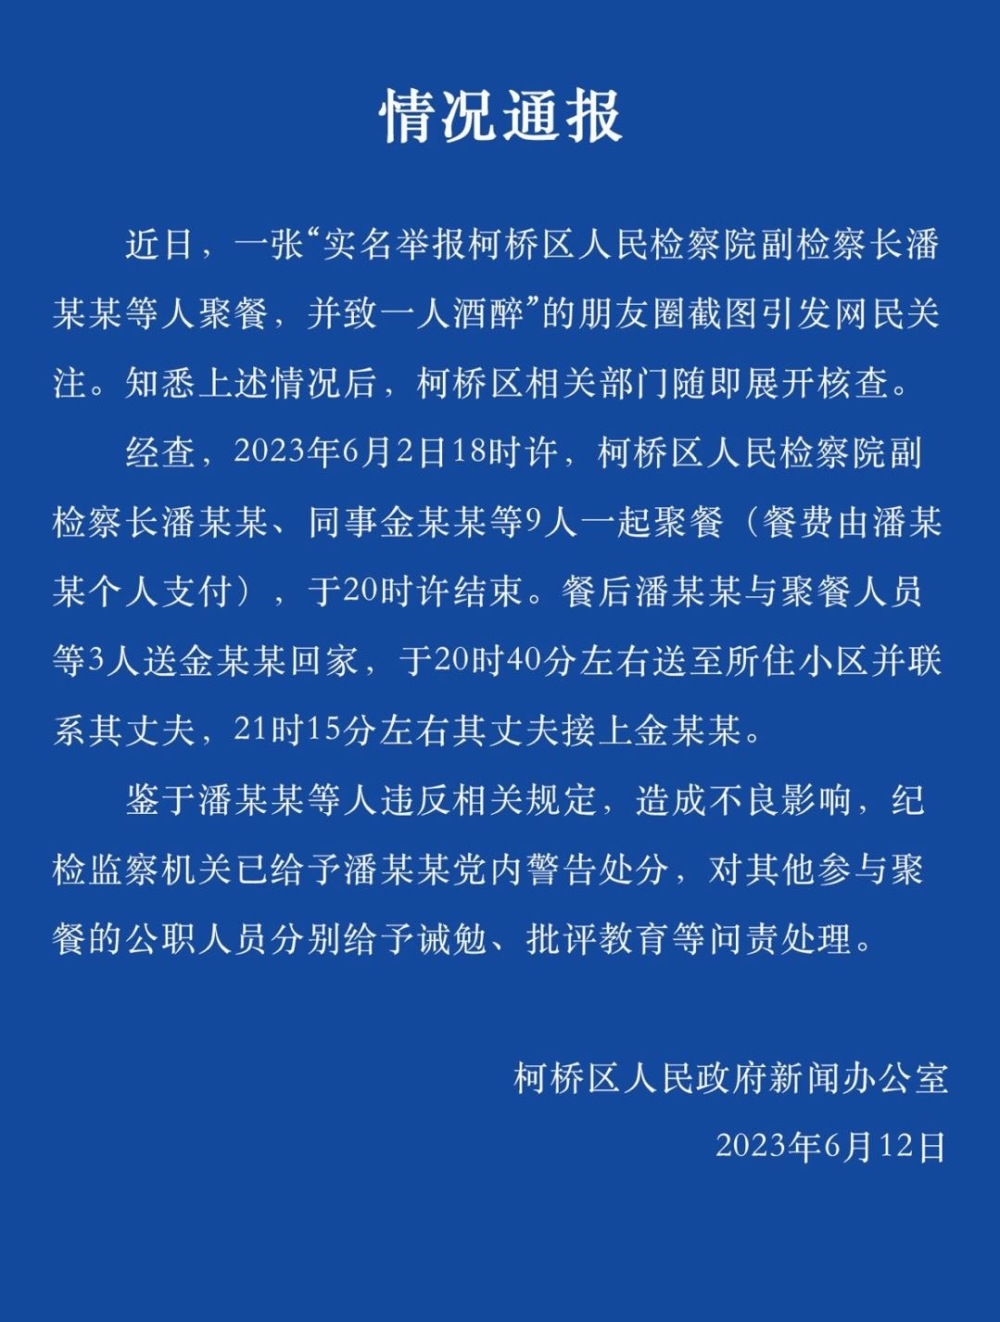 情况通报
近日，一张“实名举报柯桥区人民检察院副检察长潘
某某等人聚餐，并致一人酒醉”的朋友圈截图引发网民关
注。知悉上述情况后，柯桥区相关部门随即展开核查。
经查，2023年6月2日18时许，柯桥区人民检察院副
检察长潘某某、同事金某某等9人一起聚餐（餐费由潘某
某个人支付），于20时许结束。餐后潘某某与聚餐人员
等3人送金某某回家，于20时40分左右送至所住小区并联
系其丈夫，21时15分左右其丈夫接上金某某。
鉴于潘某某等人违反相关规定，造成不良影响，纪
检监察机关已给予潘某某党内警告处分，对其他参与聚
餐的公职人员分别给予诫勉、批评教育等问责处理。
柯桥区人民政府新闻办公室
2023年6月12日